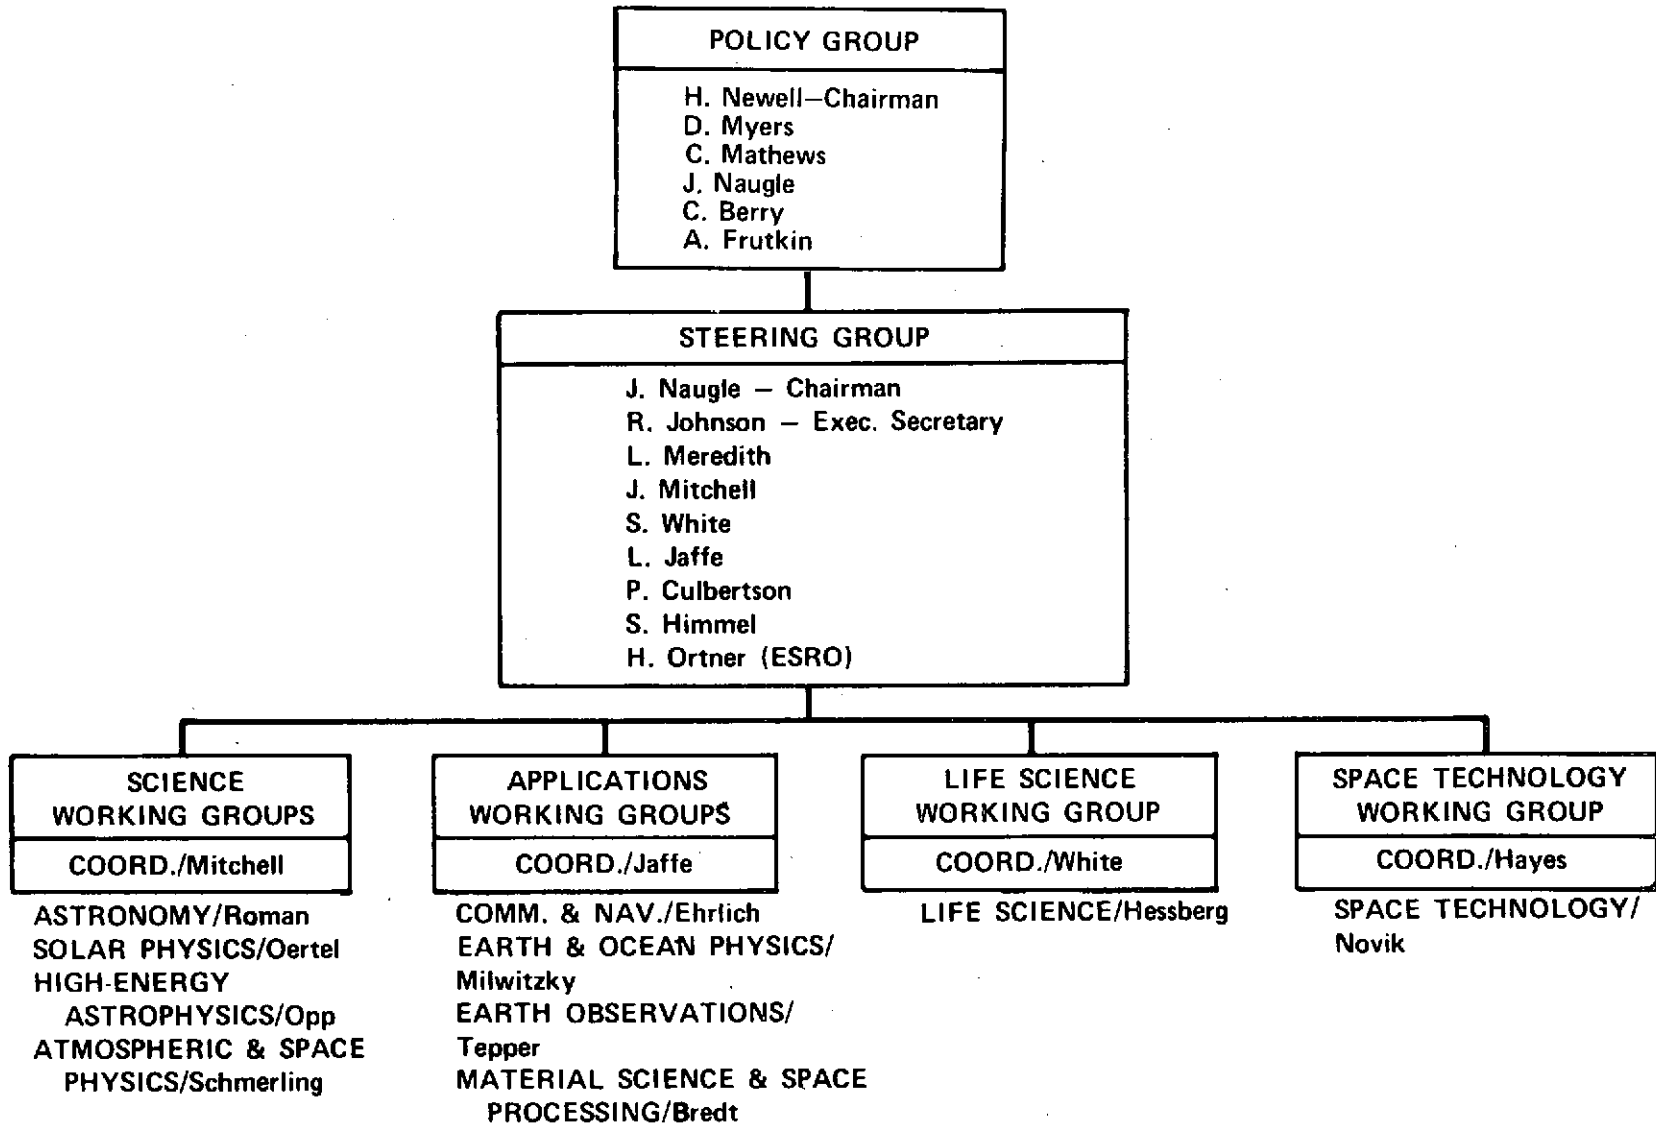 POLICY GROUP
H. Newell—Chairman
D. Myers
C. Mathews
J. Naugle
C. Berry
A. Frutkin
STEERING GROUP
J. Naugle — Chairman
R. Johnson — Exec. Secretary
L. Meredith
J. Mitchell
S. White
L. Jaffe
P. Culbertson
S. Himmel
H. Ortner (ESRO)
SCIENCE
WORKING GROUPS
COORD./Mitchell
ASTRONOMY/Roman
SOLAR PHYSICS/Oertel
HIGH-ENERGY
ASTROPHYSICS/Opp
ATMOSPHERIC & SPACE
PHYSICS/Schmerling
APPLICATIONS
WORKING GROUPS
COORD./Jaffe
COMM. & NAV./Ehrlich
EARTH & OCEAN PHYSICS/
Milwitzky
EARTH OBSERVATIONS/
Tepper
MATERIAL SCIENCE & SPACE
PROCESSING/Bredt
LIFE SCIENCE
WORKING GROUP
COORD./White
LIFE SCIENCE/Hessberg
SPACE TECHNOLOGY
WORKING GROUP
COORD./Hayes
SPACE TECHNOLOGY/
Novik